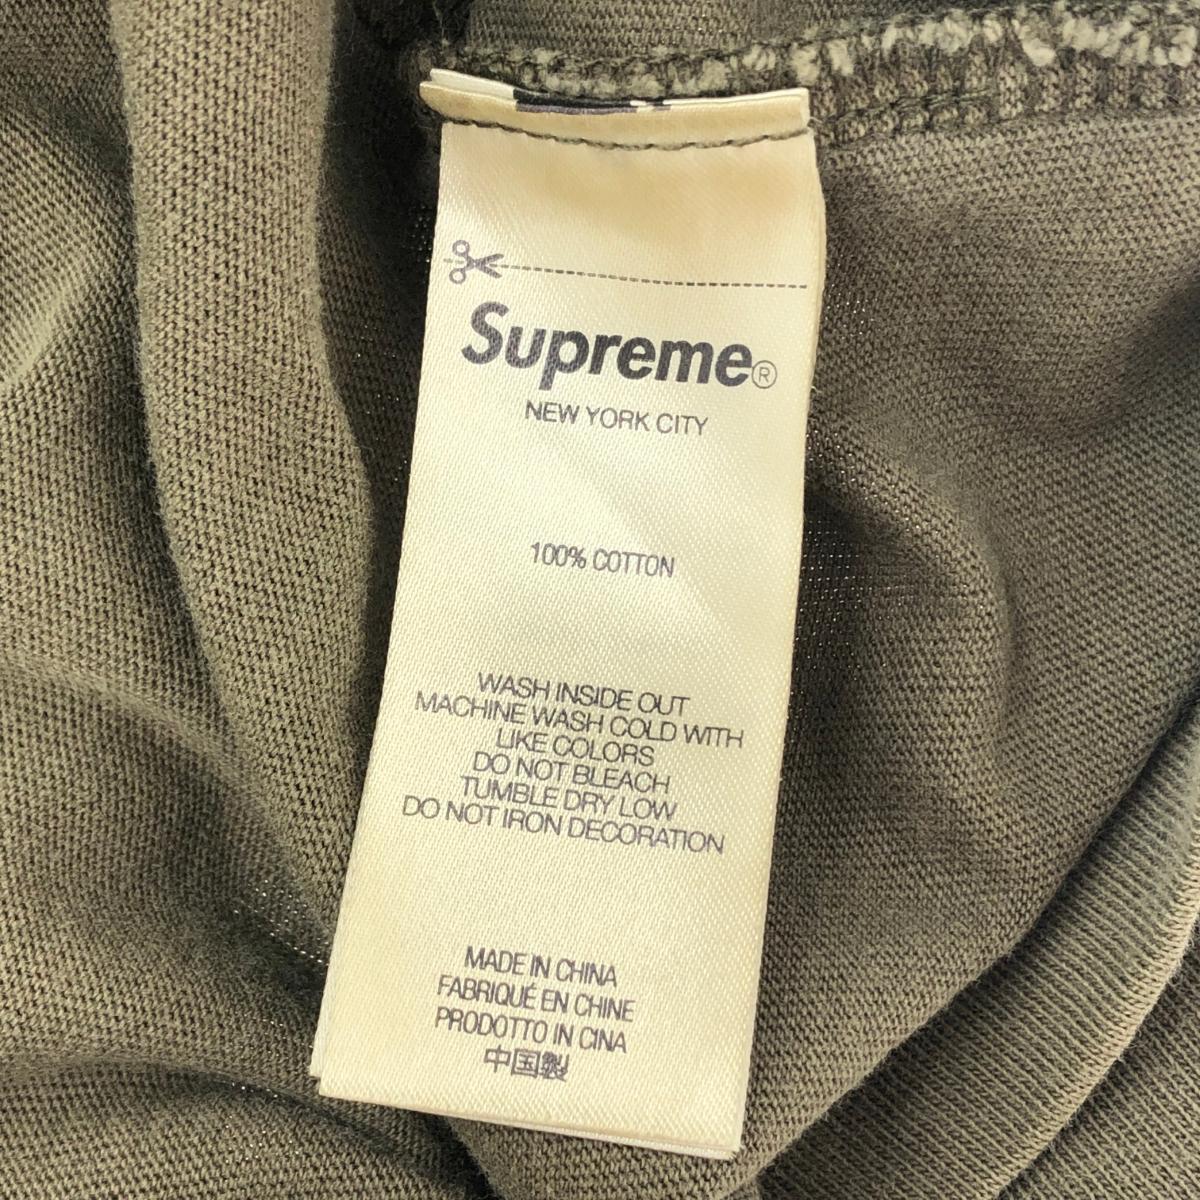 Supreme®
NEW YORK CITY
100% COTTON
WASH INSIDE OUT
MACHINE WASH COLD WITH
LIKE COLORS
DO NOT BLEACH
TUMBLE DRY LOW
DO NOT IRON DECORATION
MADE IN CHINA
FABRIQUÉ EN CHINE
PRODOTTO IN CINA
中国製